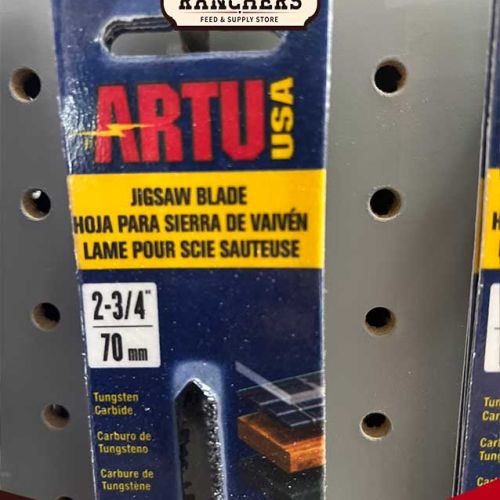 RANCHERS
FEED & SUPPLY STORE
ARTU
USA
JiGSAW BLADE
HOJA PARA SIERRA DE VAIVÉN
LAME POUR SCIE SAUTEUSE
2-3/4"
70 mm
Tungsten
Carbide
Carburo de
Tungsteno
Carbure de
Tungstène